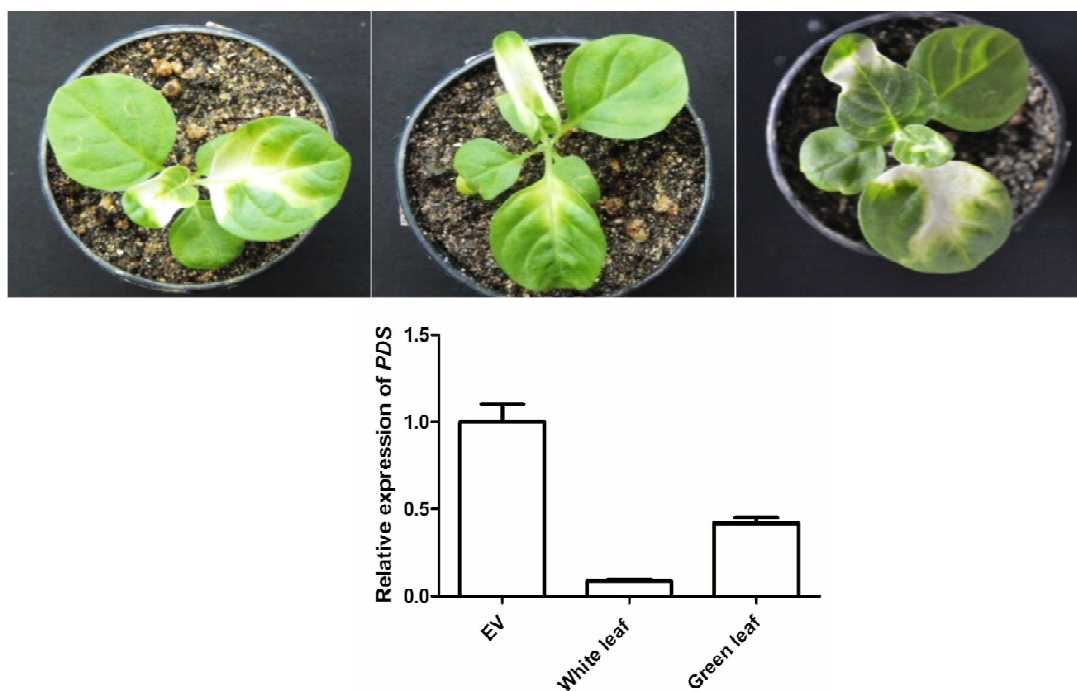 Relative expression of PDS
1.5
1.0
0.5
0.0
EV
White leaf
Green leaf